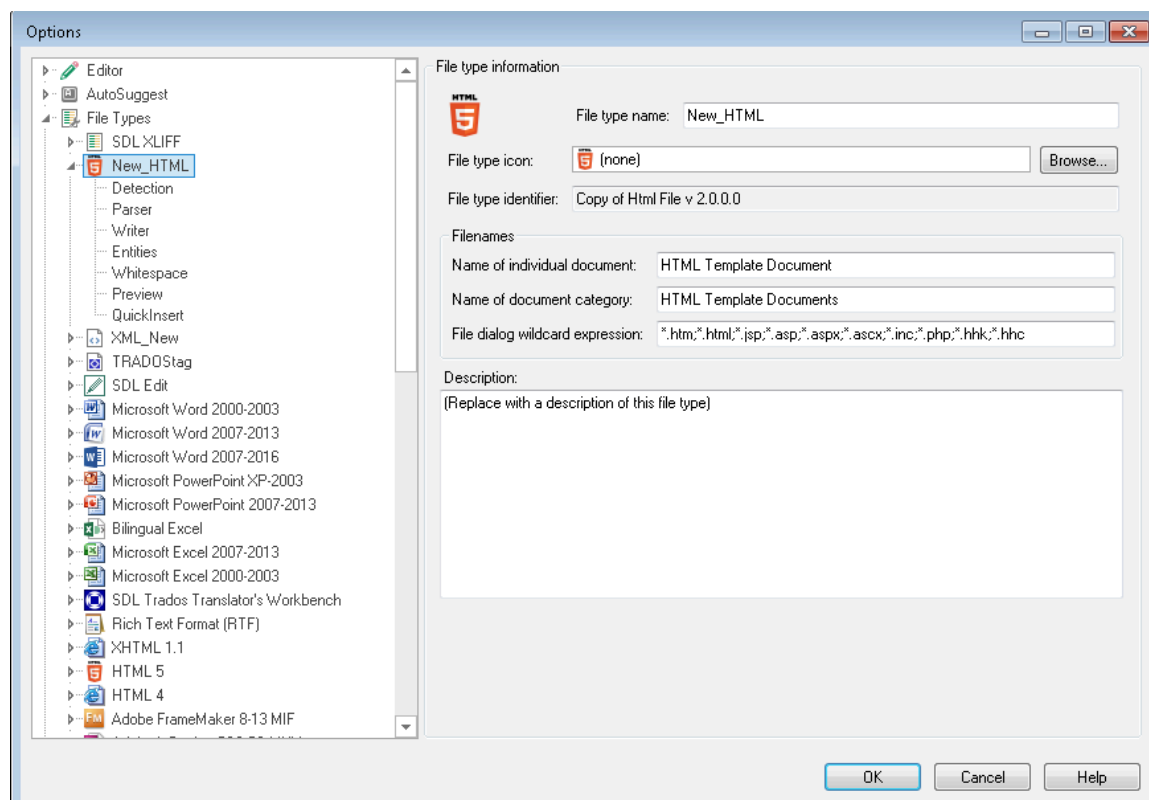 Options
Editor
AutoSuggest
File Types
SDL XLIFF
New_HTML
Detection
Parser
Writer
Entities
Whitespace
Preview
QuickInsert
XML_New
TRADOStag
SDL Edit
Microsoft Word 2000-2003
Microsoft Word 2007-2013
Microsoft Word 2007-2016
Microsoft PowerPoint XP-2003
Microsoft PowerPoint 2007-2013
Bilingual Excel
Microsoft Excel 2007-2013
Microsoft Excel 2000-2003
SDL Trados Translator's Workbench
Rich Text Format (RTF)
XHTML 1.1
HTML 5
HTML 4
Adobe FrameMaker 8-13 MIF
File type information
HTML
File type name: New_HTML
File type icon: (none) Browse...
File type identifier: Copy of Html File v 2.0.0.0
Filenames
Name of individual document: HTML Template Document
Name of document category: HTML Template Documents
File dialog wildcard expression: *.htm;*.html;*.jsp;*.asp;*.aspx;*.ascx;*.inc;*.php;*.hhk;*.hhc
Description:
(Replace with a description of this file type)
OK Cancel Help